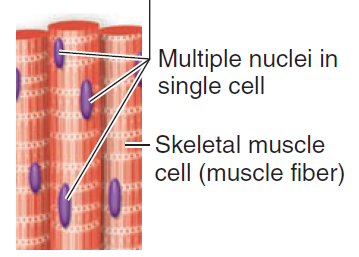 Multiple nuclei in
single cell
Skeletal muscle
cell (muscle fiber)